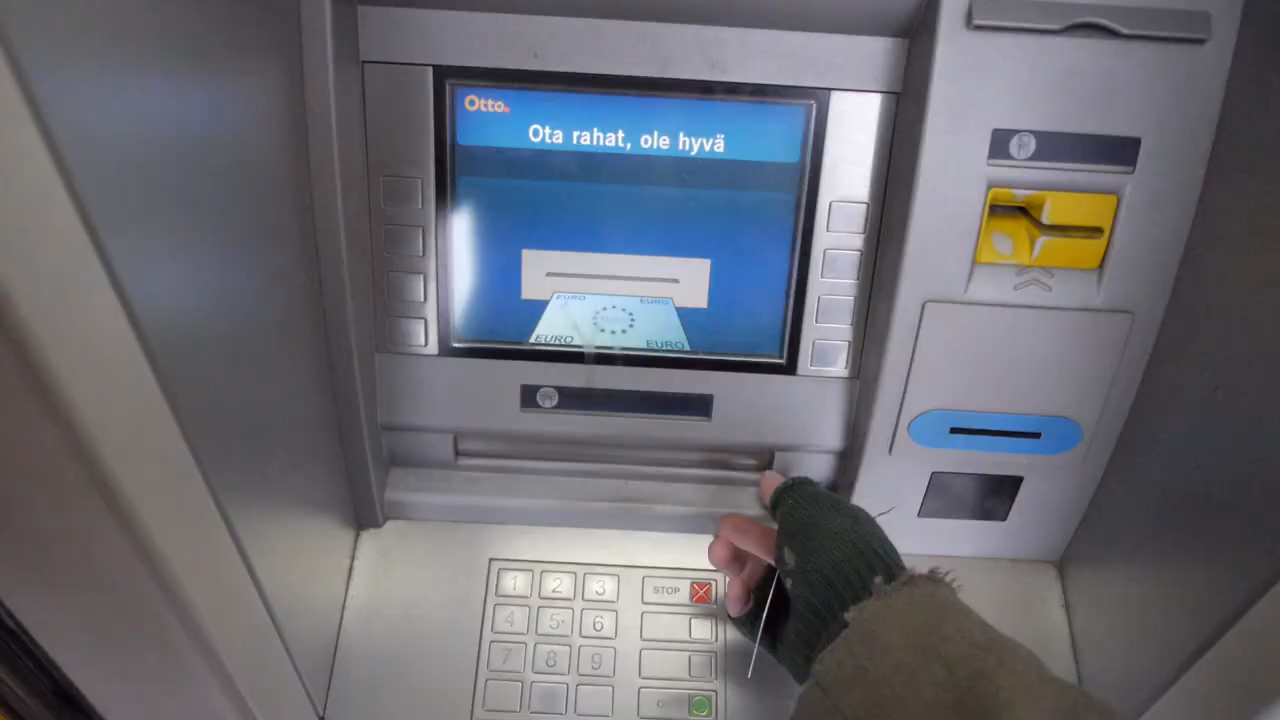 Otto.
Ota rahat, ole hyvä
EURO EURO
EURO
EURO EURO
1 2 3 STOP
4 5 6
7 8 9